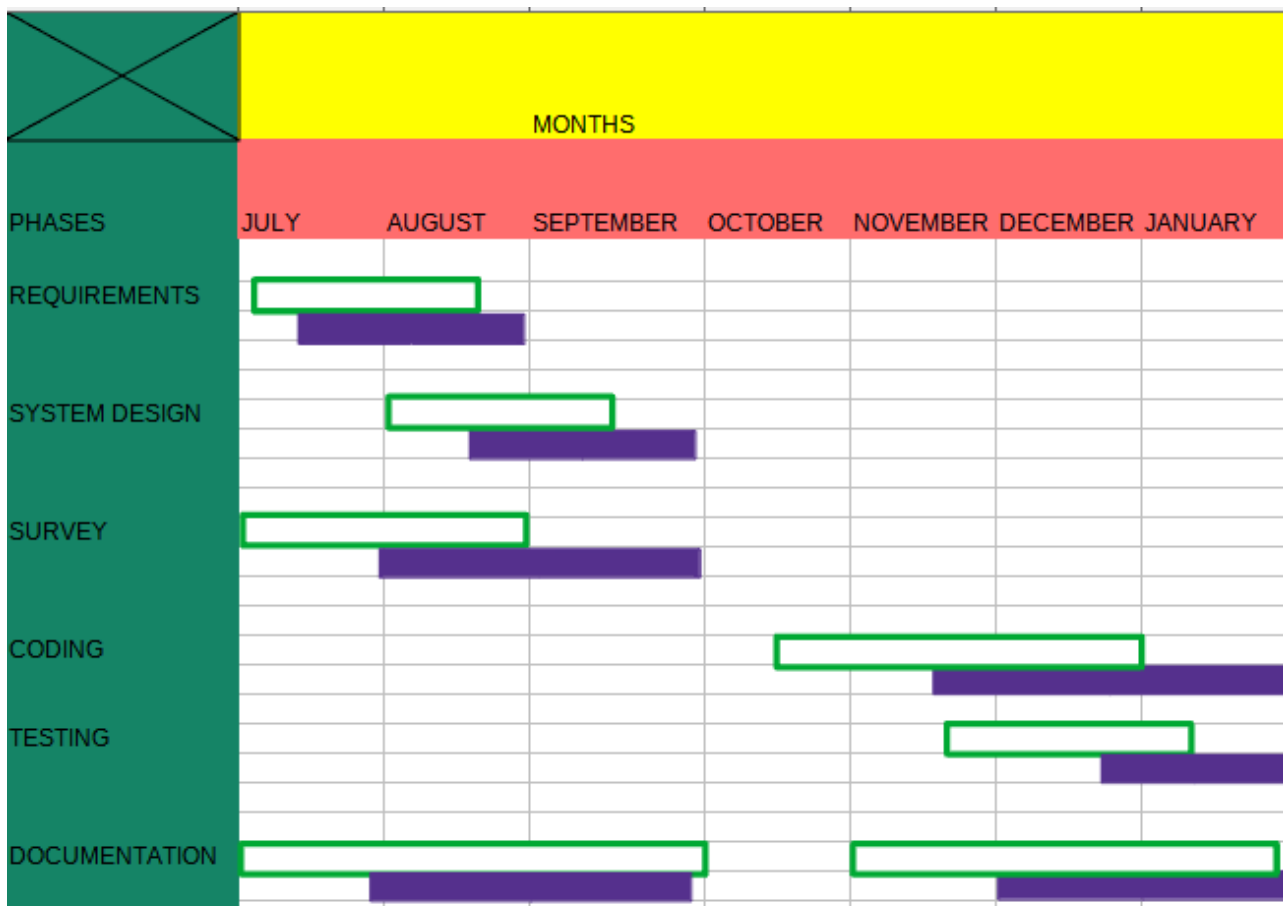 MONTHS
PHASES JULY AUGUST SEPTEMBER OCTOBER NOVEMBER DECEMBER JANUARY
REQUIREMENTS
SYSTEM DESIGN
SURVEY
CODING
TESTING
DOCUMENTATION